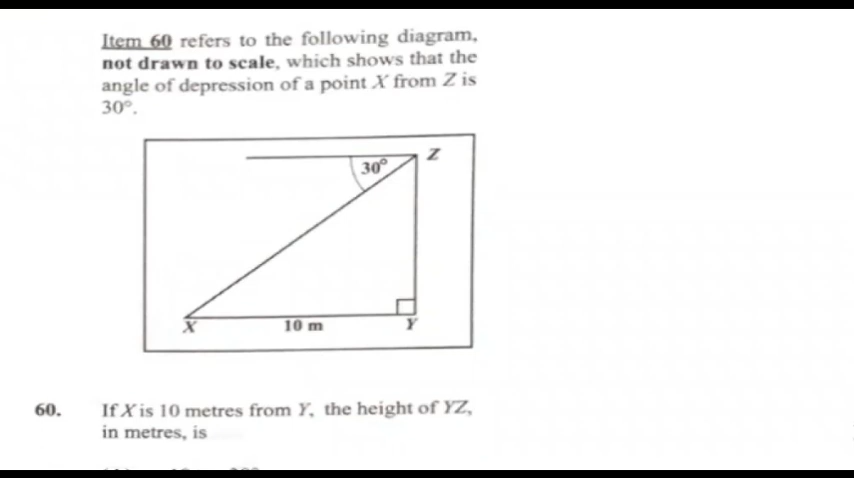 Item 60 refers to the following diagram,
not drawn to scale, which shows that the
angle of depression of a point X from Z is
30°.
Z
30°
X
10 m
Y
60. If X is 10 metres from Y, the height of YZ,
in metres, is